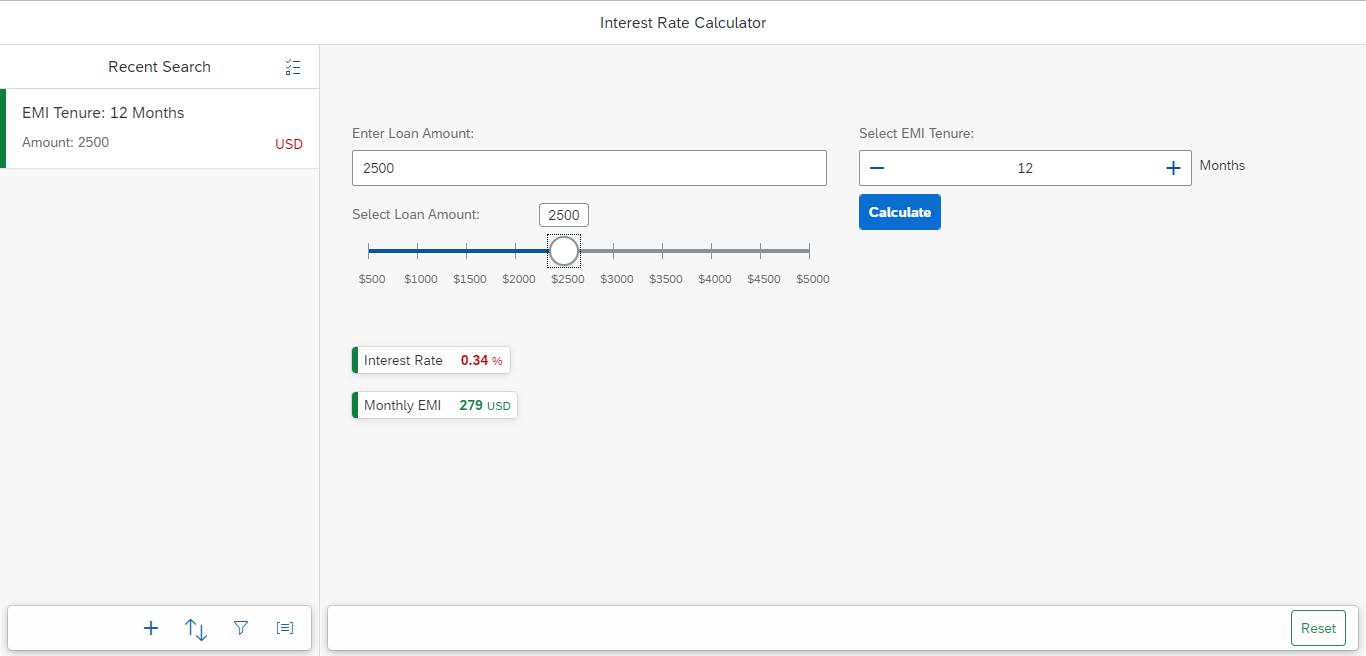 Interest Rate Calculator
Recent Search
EMI Tenure: 12 Months
Amount: 2500
USD
Enter Loan Amount:
2500
Select Loan Amount:
2500
$500 $1000 $1500 $2000 $2500 $3000 $3500 $4000 $4500 $5000
Select EMI Tenure:
12
Months
Calculate
Interest Rate 0.34 %
Monthly EMI 279 USD
Reset